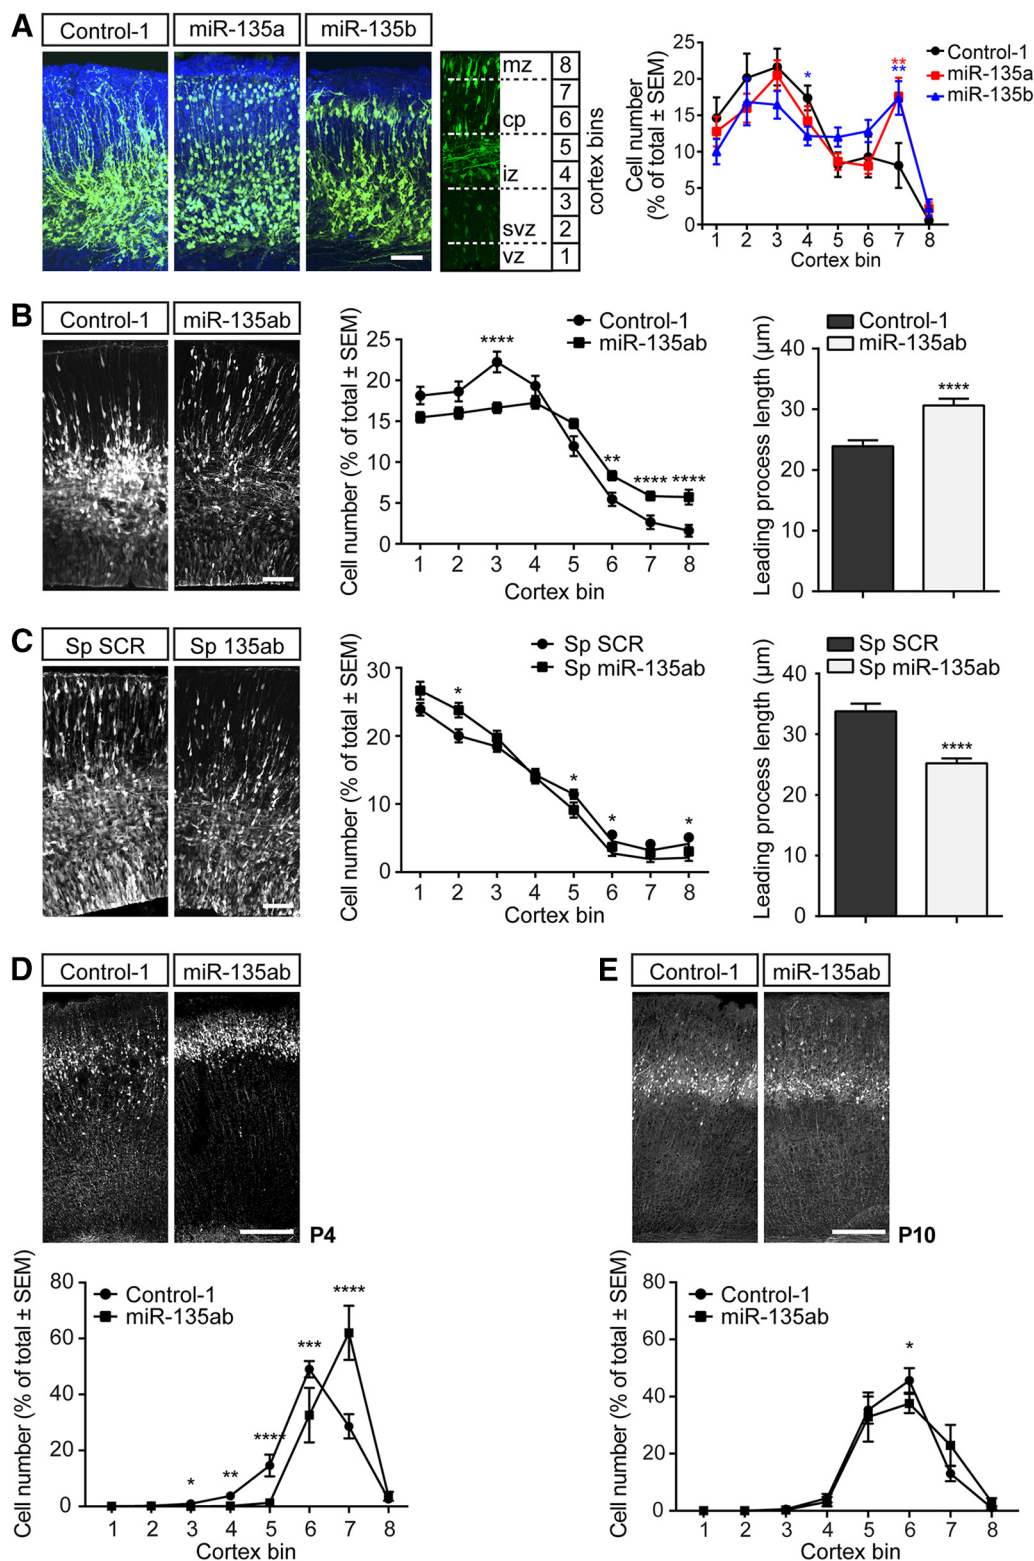 A
Control-1 miR-135a miR-135b
mz 8
7
cp 6
5
iz 4
3
svz 2
vz 1
cortex bins
Cell number
(% of total ± SEM)
25
20
15
10
5
0
* ** **
Control-1
miR-135a
miR-135b
1 2 3 4 5 6 7 8
Cortex bin
B
Control-1 miR-135ab
Cell number (% of total ± SEM)
25
20
15
10
5
0
Control-1
miR-135ab
**** ** **** ****
1 2 3 4 5 6 7 8
Cortex bin
Leading process length (µm)
40
30
20
10
0
Control-1
miR-135ab
****
C
Sp SCR Sp 135ab
Cell number (% of total ± SEM)
30
20
10
0
Sp SCR
Sp miR-135ab
* * * *
1 2 3 4 5 6 7 8
Cortex bin
Leading process length (µm)
40
30
20
10
0
Sp SCR
Sp miR-135ab
****
D
Control-1 miR-135ab
P4
Cell number (% of total ± SEM)
80
60
40
20
0
Control-1
miR-135ab
* ** **** *** ****
1 2 3 4 5 6 7 8
Cortex bin
E
Control-1 miR-135ab
P10
Cell number (% of total ± SEM)
80
60
40
20
0
Control-1
miR-135ab
*
1 2 3 4 5 6 7 8
Cortex bin